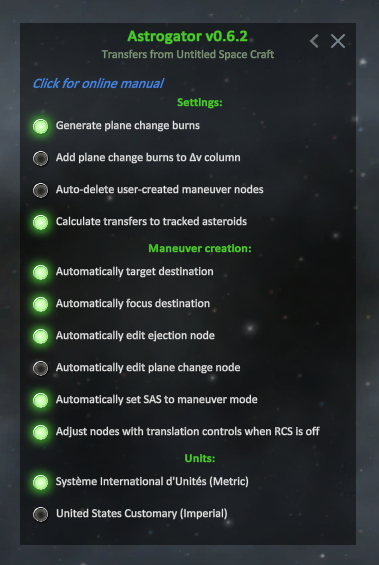 Astrogator v0.6.2
Transfers from Untitled Space Craft
Click for online manual
Settings:
Generate plane change burns
Add plane change burns to Δv column
Auto-delete user-created maneuver nodes
Calculate transfers to tracked asteroids
Maneuver creation:
Automatically target destination
Automatically focus destination
Automatically edit ejection node
Automatically edit plane change node
Automatically set SAS to maneuver mode
Adjust nodes with translation controls when RCS is off
Units:
Système International d'Unités (Metric)
United States Customary (Imperial)